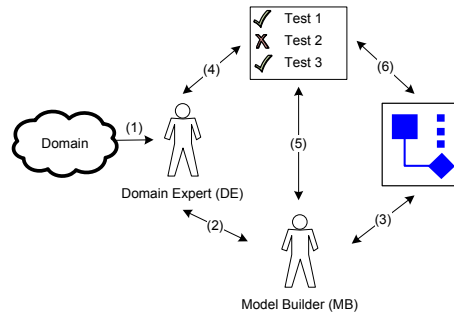 Test 1
Test 2
Test 3
(4)
(6)
(1)
Domain
(5)
Domain Expert (DE)
(2)
(3)
Model Builder (MB)